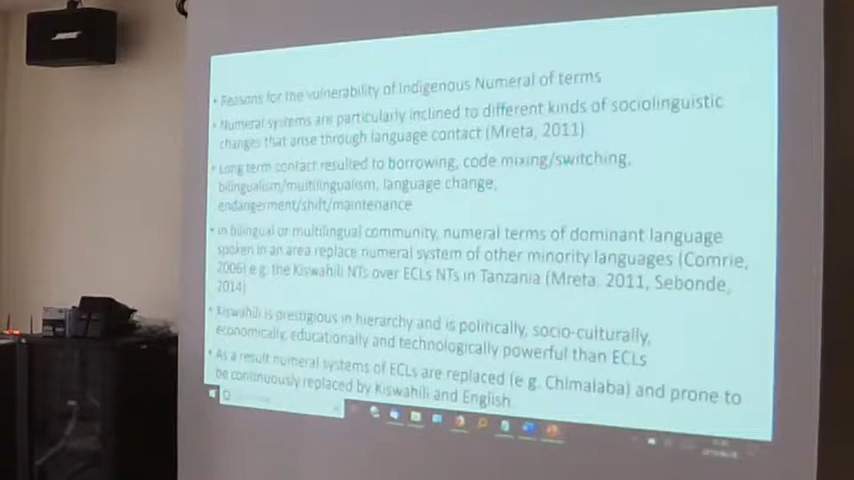 • Reasons for the vulnerability of Indigenous Numeral of terms
• Numeral systems are particularly inclined to different kinds of sociolinguistic
changes that arise through language contact (Mreta, 2011)
• Long term contact resulted to borrowing, code mixing/switching,
bilingualism/multilingualism, language change,
endangerment/shift/maintenance
• In bilingual or multilingual community, numeral terms of dominant language
spoken in an area replace numeral system of other minority languages (Comrie,
2006) e.g. the Kiswahili NTs over ECLs NTs in Tanzania (Mreta. 2011, Sebonde,
2014)
• Kiswahili is prestigious in hierarchy and is politically, socio-culturally,
economically, educationally and technologically powerful than ECLs
• As a result numeral systems of ECLs are replaced (e g. Chimalaba) and prone to
be continuously replaced by Kiswahili and English.